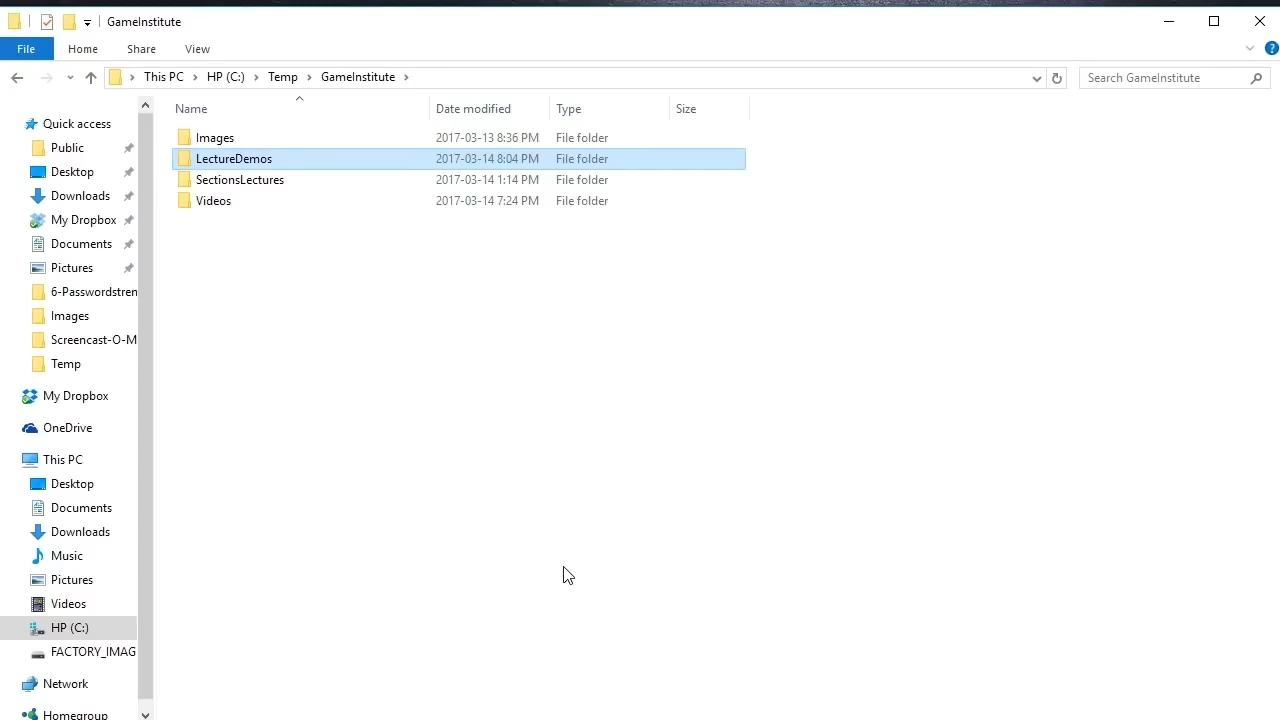 GameInstitute
File Home Share View
This PC HP (C:) Temp GameInstitute Search GameInstitute
Name Date modified Type Size
Images 2017-03-13 8:36 PM File folder
LectureDemos 2017-03-14 8:04 PM File folder
SectionsLectures 2017-03-14 1:14 PM File folder
Videos 2017-03-14 7:24 PM File folder
Quick access
Public
Desktop
Downloads
My Dropbox
Documents
Pictures
6-Passwordstren
Images
Screencast-O-M
Temp
My Dropbox
OneDrive
This PC
Desktop
Documents
Downloads
Music
Pictures
Videos
HP (C:)
FACTORY_IMAG
Network
Homegroup